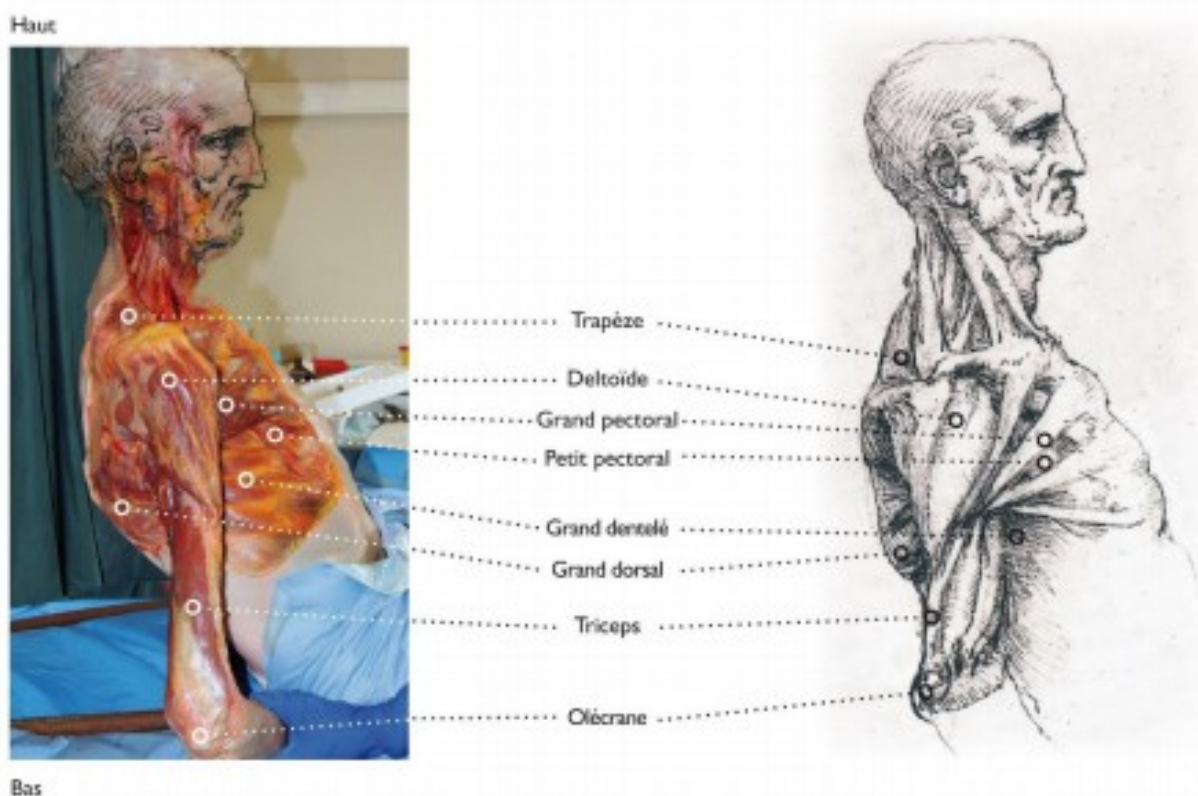 Haut
Trapèze
Deltoïde
Grand pectoral
Petit pectoral
Grand dentelé
Grand dorsal
Triceps
Olécrane
Bas